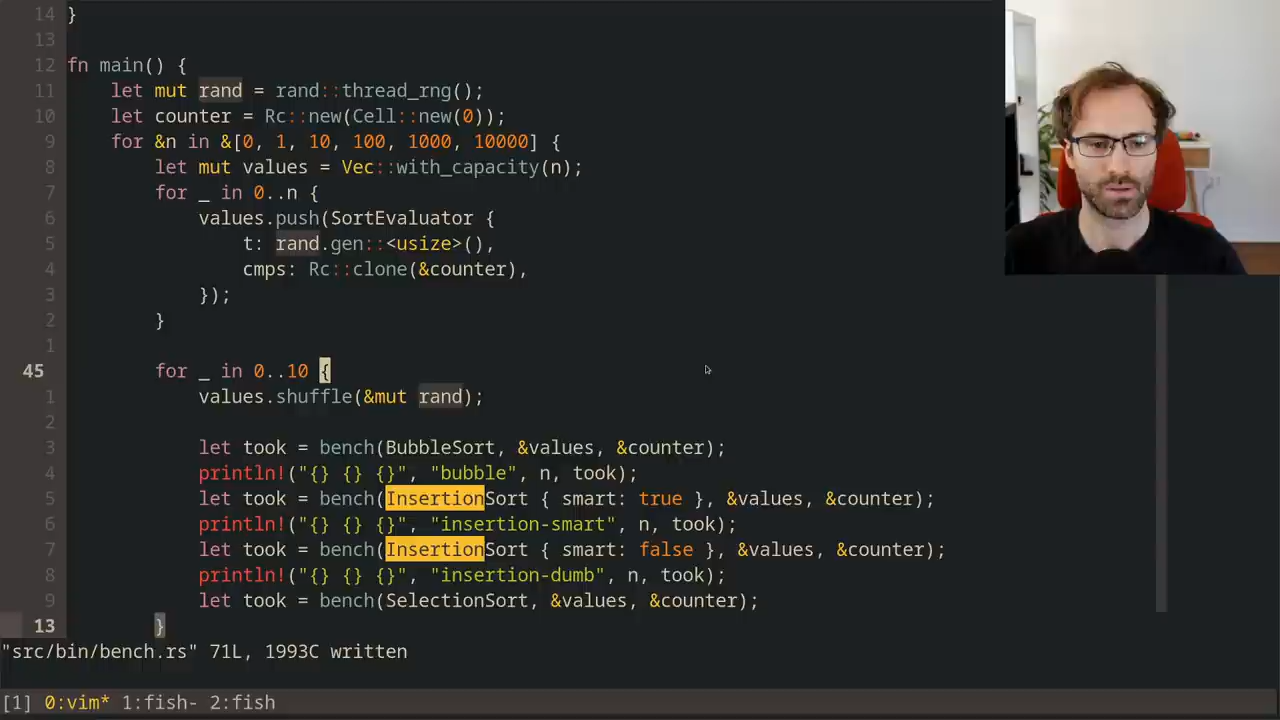 14 }
13
12 fn main() {
11     let mut rand = rand::thread_rng();
10     let counter = Rc::new(Cell::new(0));
9     for &n in &[0, 1, 10, 100, 1000, 10000] {
8         let mut values = Vec::with_capacity(n);
7         for _ in 0..n {
6             values.push(SortEvaluator {
5                 t: rand.gen::<usize>(),
4                 cmps: Rc::clone(&counter),
3             });
2         }
1
45         for _ in 0..10 {
1             values.shuffle(&mut rand);
2
3             let took = bench(BubbleSort, &values, &counter);
4             println!("{} {} {}", "bubble", n, took);
5             let took = bench(InsertionSort { smart: true }, &values, &counter);
6             println!("{} {} {}", "insertion-smart", n, took);
7             let took = bench(InsertionSort { smart: false }, &values, &counter);
8             println!("{} {} {}", "insertion-dumb", n, took);
9             let took = bench(SelectionSort, &values, &counter);
13         }
"src/bin/bench.rs" 71L, 1993C written
[1] 0:vim* 1:fish- 2:fish